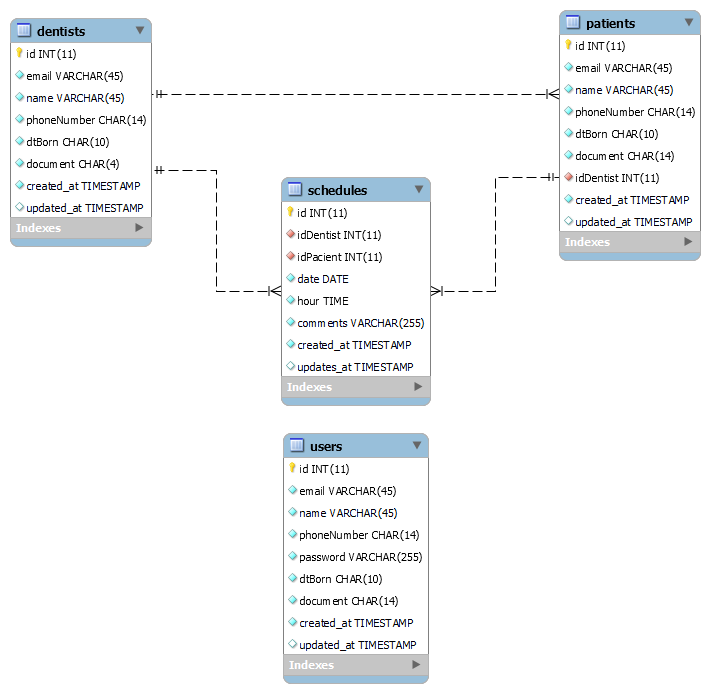 dentists
id INT(11)
email VARCHAR(45)
name VARCHAR(45)
phoneNumber CHAR(14)
dtBorn CHAR(10)
document CHAR(4)
created_at TIMESTAMP
updated_at TIMESTAMP
Indexes
patients
id INT(11)
email VARCHAR(45)
name VARCHAR(45)
phoneNumber CHAR(14)
dtBorn CHAR(10)
document CHAR(14)
idDentist INT(11)
created_at TIMESTAMP
updated_at TIMESTAMP
Indexes
schedules
id INT(11)
idDentist INT(11)
idPacient INT(11)
date DATE
hour TIME
comments VARCHAR(255)
created_at TIMESTAMP
updates_at TIMESTAMP
Indexes
users
id INT(11)
email VARCHAR(45)
name VARCHAR(45)
phoneNumber CHAR(14)
password VARCHAR(255)
dtBorn CHAR(10)
document CHAR(14)
created_at TIMESTAMP
updated_at TIMESTAMP
Indexes